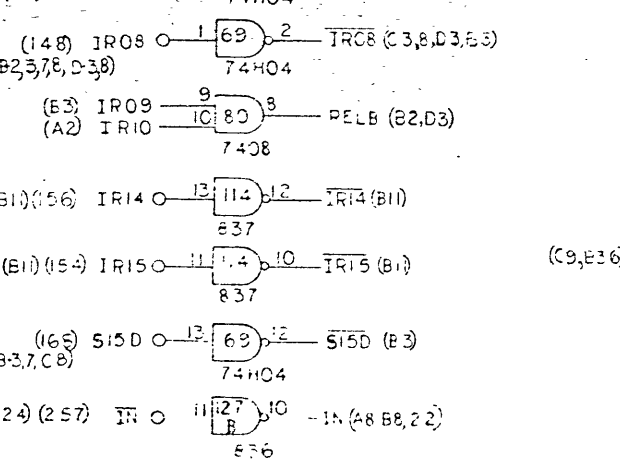 (148) IR08 1 69 2 IR08 (C3,8,D3,B3)
B2,3,7,8, D-3,8) 74H04
(B3) IR09 9
(A2) IR10 10 80 8 RELB (B2,D3)
7408
B11)(156) IR14 13 114 12 IR14 (B11)
837
(B11)(154) IR15 11 114 10 IR15 (B11)
837
(C9,B36
(165) S15D 13 69 12 S15D (B3)
B-3,7,C8) 74H04
24) (257) IN 11 127 10 IN (A8 B8, 22)
B
836